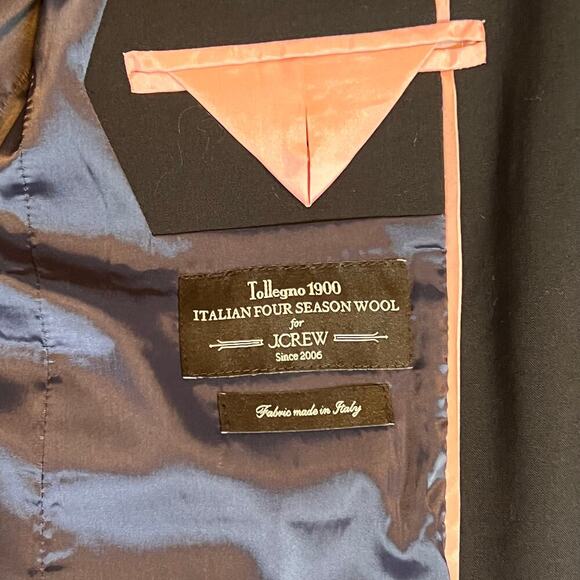 Tollegno 1900
ITALIAN FOUR SEASON WOOL
for
J.CREW
Since 2006
Fabric made in Italy